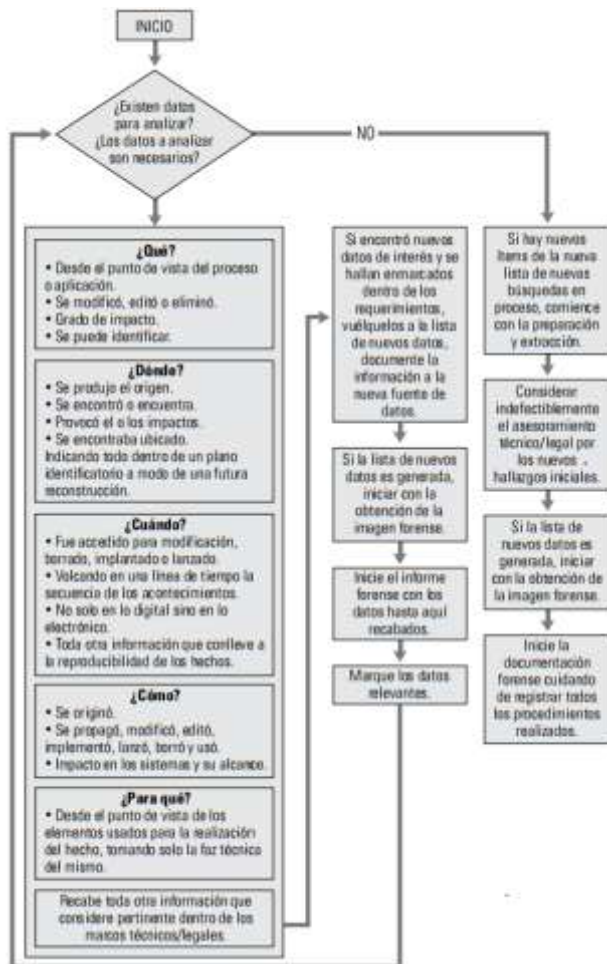 INICIO
¿Existen datos
para analizar?
¿Los datos a analizar
son necesarios?
NO
¿Qué?
• Desde el punto de vista del proceso
o aplicación.
• Se modificó, editó o eliminó.
• Grado de impacto.
• Se puede identificar.
¿Dónde?
• Se produjo el origen.
• Se encontró o encuentra.
• Provocó el o los impactos.
• Se encontraba ubicado.
Indicando todo dentro de un plano
identificatorio a modo de una futura
reconstrucción.
¿Cuándo?
• Fue accedido para modificación,
borrado, implantado o lanzado.
• Volcando en una línea de tiempo la
secuencia de los acontecimientos.
• No solo en lo digital sino en lo
electrónico.
• Toda otra información que conlleve a
la reproducibilidad de los hechos.
¿Cómo?
• Se originó.
• Se propagó, modificó, editó,
implementó, lanzó, borró y usó.
• Impacto en los sistemas y su alcance.
¿Para qué?
• Desde el punto de vista de los
elementos usados para la realización
del hecho, tomando solo la faz técnica
del mismo.
Recabe toda otra información que
considere pertinente dentro de los
marcos técnicos/legales.
Si encontró nuevos
datos de interés y se
hallan enmarcados
dentro de los
requerimientos,
vuélquelos a la lista
de nuevos datos,
documente la
información a la
nueva fuente de
datos.
Si la lista de nuevos
datos es generada,
iniciar con la
obtención de la
imagen forense.
Inicie el informe
forense con los
datos hasta aquí
recabados.
Marque los datos
relevantes.
Si hay nuevos
ítems de la nueva
lista de nuevas
búsquedas en
proceso, comience
con la preparación
y extracción.
Considerar
indefectiblemente
el asesoramiento
técnico/legal por
los nuevos
hallazgos iniciales.
Si la lista de
nuevos datos es
generada, iniciar
con la obtención de
la imagen forense.
Inicie la
documentación
forense cuidando
de registrar todos
los procedimientos
realizados.